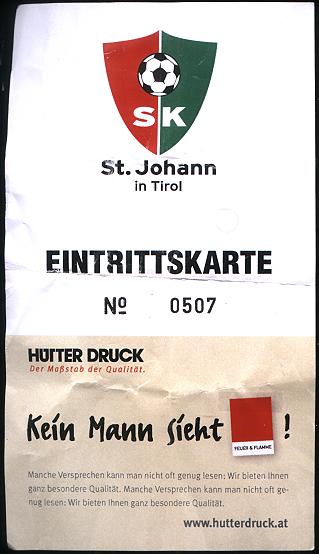 SK
St. Johann
in Tirol
EINTRITTSKARTE
No 0507
HUTTER DRUCK
Der Maßstab der Qualität.
Kein Mann sieht !
FEUER & FLAMME
Manche Versprechen kann man nicht oft genug lesen: Wir bieten Ihnen
ganz besondere Qualität. Manche Versprechen kann man nicht oft ge-
nug lesen: Wir bieten Ihnen ganz besondere Qualität.
www.hutterdruck.at